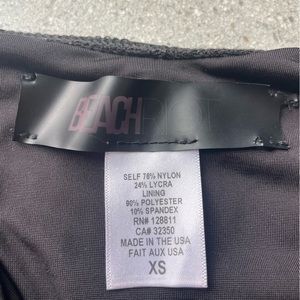 BEACH RIOT
SELF 76% NYLON
24% LYCRA
LINING
90% POLYESTER
10% SPANDEX
RN# 128811
CA# 32350
MADE IN THE USA
FAIT AUX USA
XS